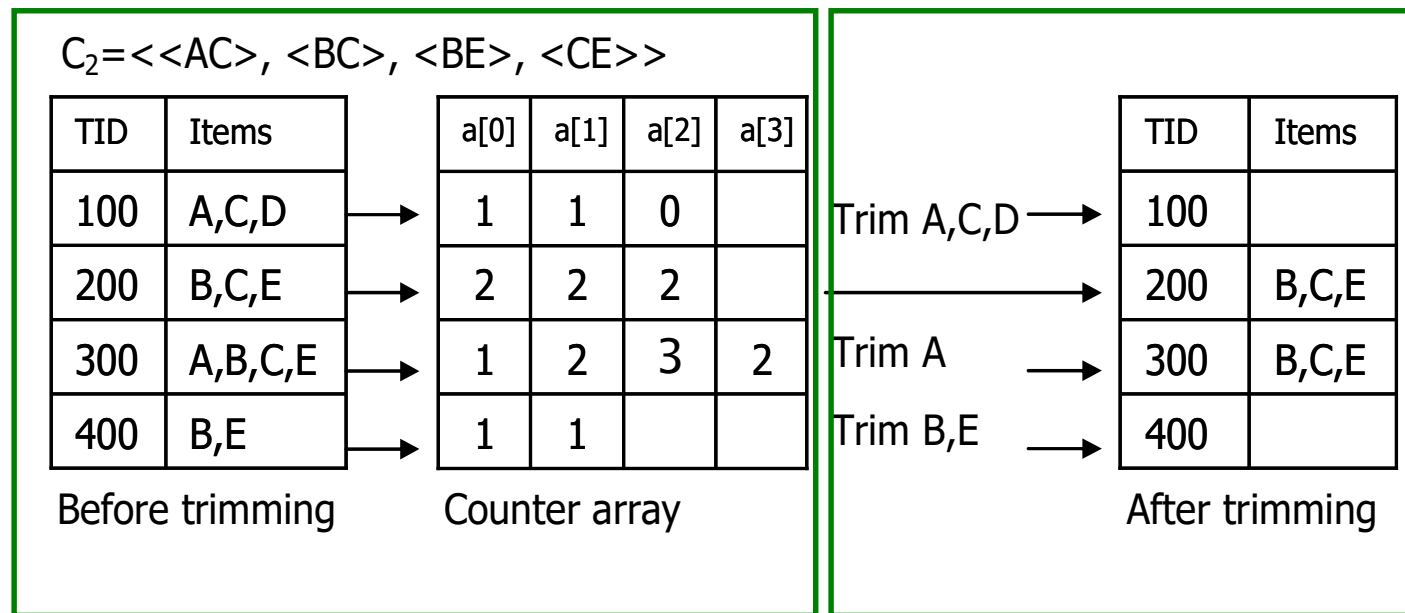 C₂=<<AC>, <BC>, <BE>, <CE>>
TID Items a[0] a[1] a[2] a[3] TID Items
100 A,C,D 1 1 0 Trim A,C,D 100
200 B,C,E 2 2 2 200 B,C,E
300 A,B,C,E 1 2 3 2 Trim A 300 B,C,E
400 B,E 1 1 Trim B,E 400
Before trimming Counter array After trimming